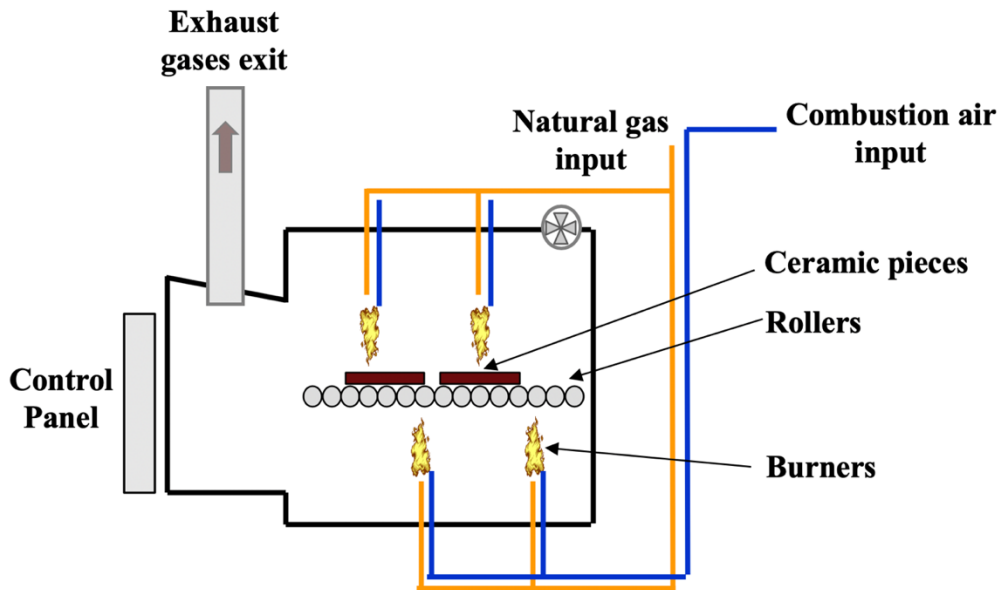 Exhaust
gases exit
Natural gas
input
Combustion air
input
Ceramic pieces
Rollers
Control
Panel
Burners